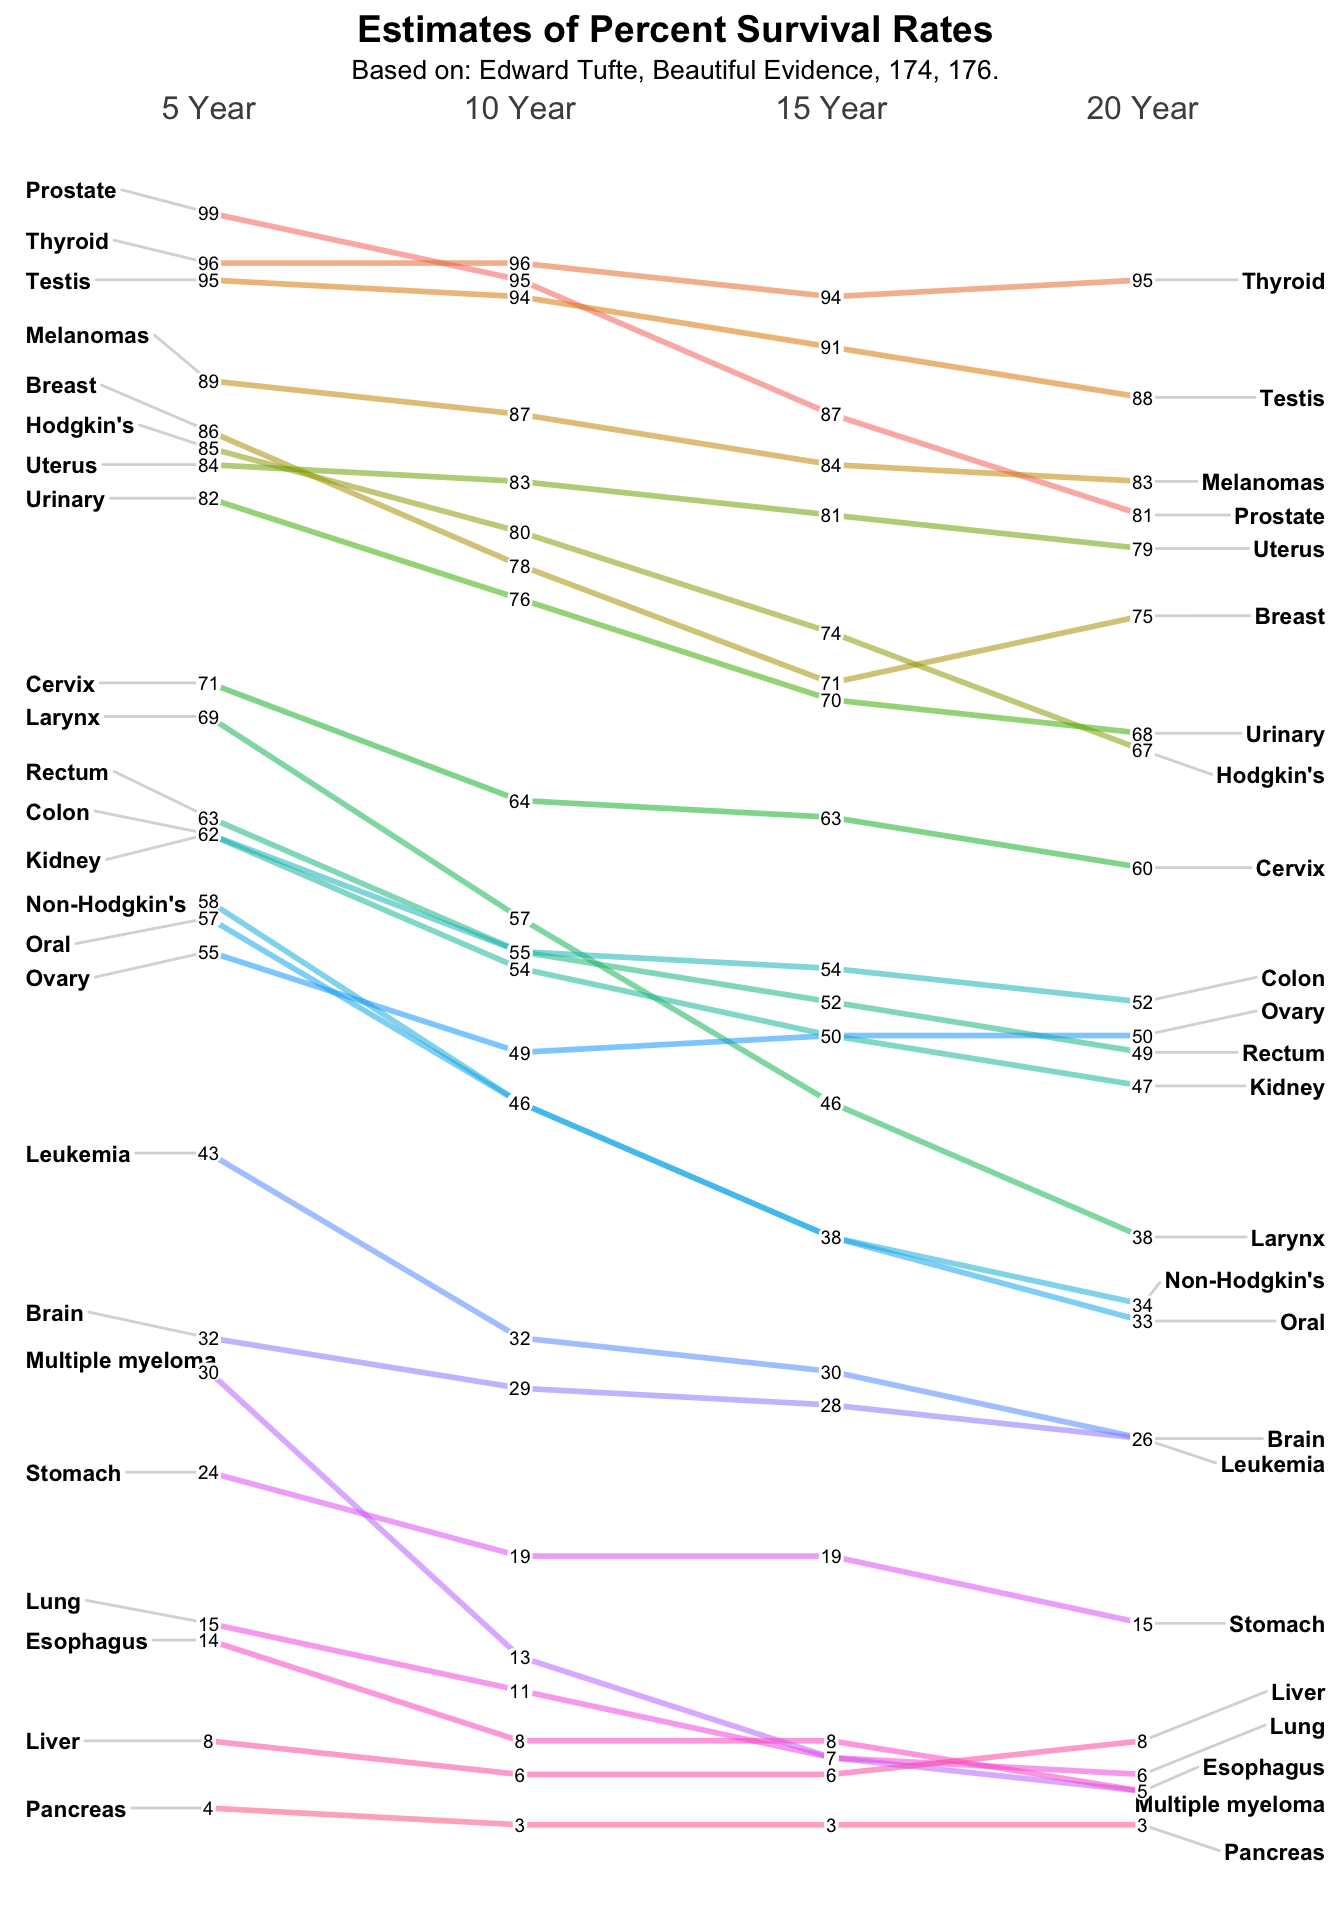 Estimates of Percent Survival Rates
Based on: Edward Tufte, Beautiful Evidence, 174, 176.
5 Year 10 Year 15 Year 20 Year
Prostate
99
Thyroid 96 96
Testis 95 95 95 Thyroid
94 94
91
Melanomas
89
88 Testis
Breast
87 87
86
Hodgkin's
85
Uterus 84 84
83 83 Melanomas
Urinary 82
81 81 Prostate
80
79 Uterus
78
76
75 Breast
74
Cervix 71 71
70
Larynx 69
68 Urinary
67
Hodgkin's
Rectum
64
63 63
Colon
62
Kidney
60 Cervix
Non-Hodgkin's 58
57 57
Oral
55 55
54 54
Ovary
Colon
52 52
Ovary
50 50
49 49 Rectum
47 Kidney
46 46
Leukemia 43
38 38 Larynx
Non-Hodgkin's
34
33 Oral
Brain
32 32
Multiple myeloma
30 30
29
28
26 Brain
Leukemia
Stomach 24
19 19
Lung
15 15 Stomach
Esophagus 14
13
11
Liver
Lung
Liver 8 8 8 8
7
Esophagus
6 6 6
5
Multiple myeloma
Pancreas 4
3 3 3
Pancreas